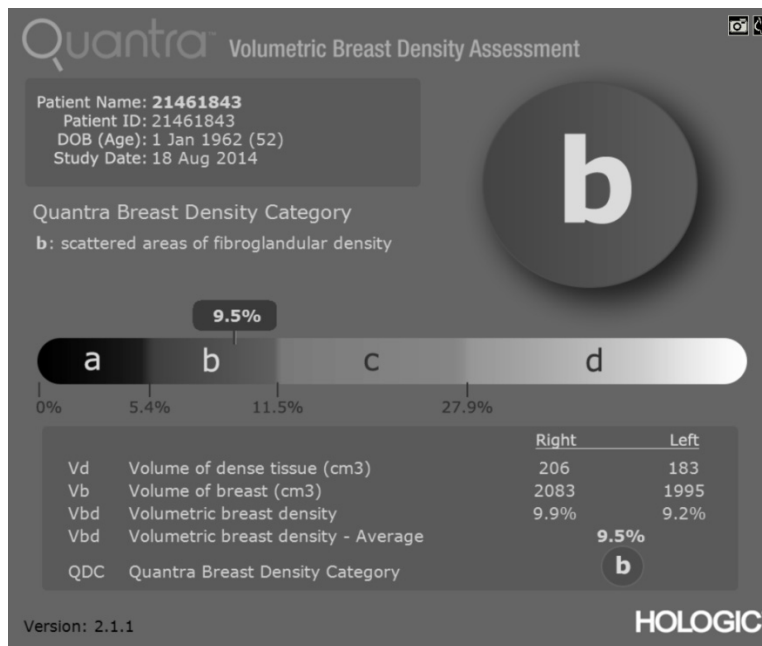 Quantra™ Volumetric Breast Density Assessment
Patient Name: 21461843
Patient ID: 21461843
DOB (Age): 1 Jan 1962 (52)
Study Date: 18 Aug 2014
b
Quantra Breast Density Category
b: scattered areas of fibroglandular density
9.5%
a b c d
0% 5.4% 11.5% 27.9%
Right Left
Vd Volume of dense tissue (cm3) 206 183
Vb Volume of breast (cm3) 2083 1995
Vbd Volumetric breast density 9.9% 9.2%
Vbd Volumetric breast density - Average 9.5%
QDC Quantra Breast Density Category b
Version: 2.1.1 HOLOGIC